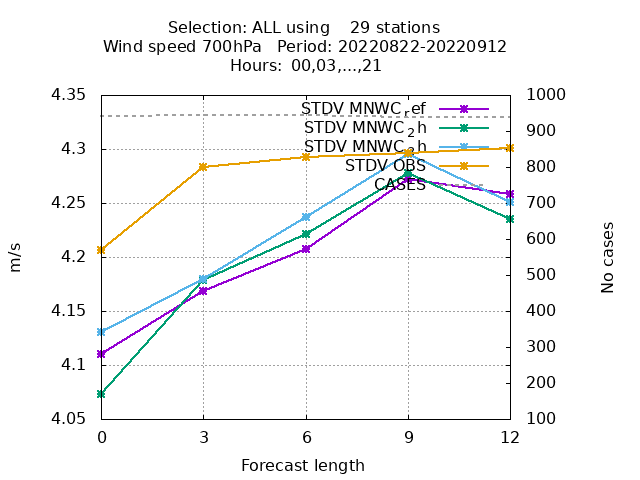 Selection: ALL using    29 stations
Wind speed 700hPa   Period: 20220822-20220912
Hours:  00,03,...,21
4.35
4.3
4.25
4.2
4.15
4.1
4.05
m/s
STDV MNWC_ref
STDV MNWC_2h
STDV MNWC_3h
STDV OBS
CASES
1000
900
800
700
600
500
400
300
200
100
No cases
0 3 6 9 12
Forecast length